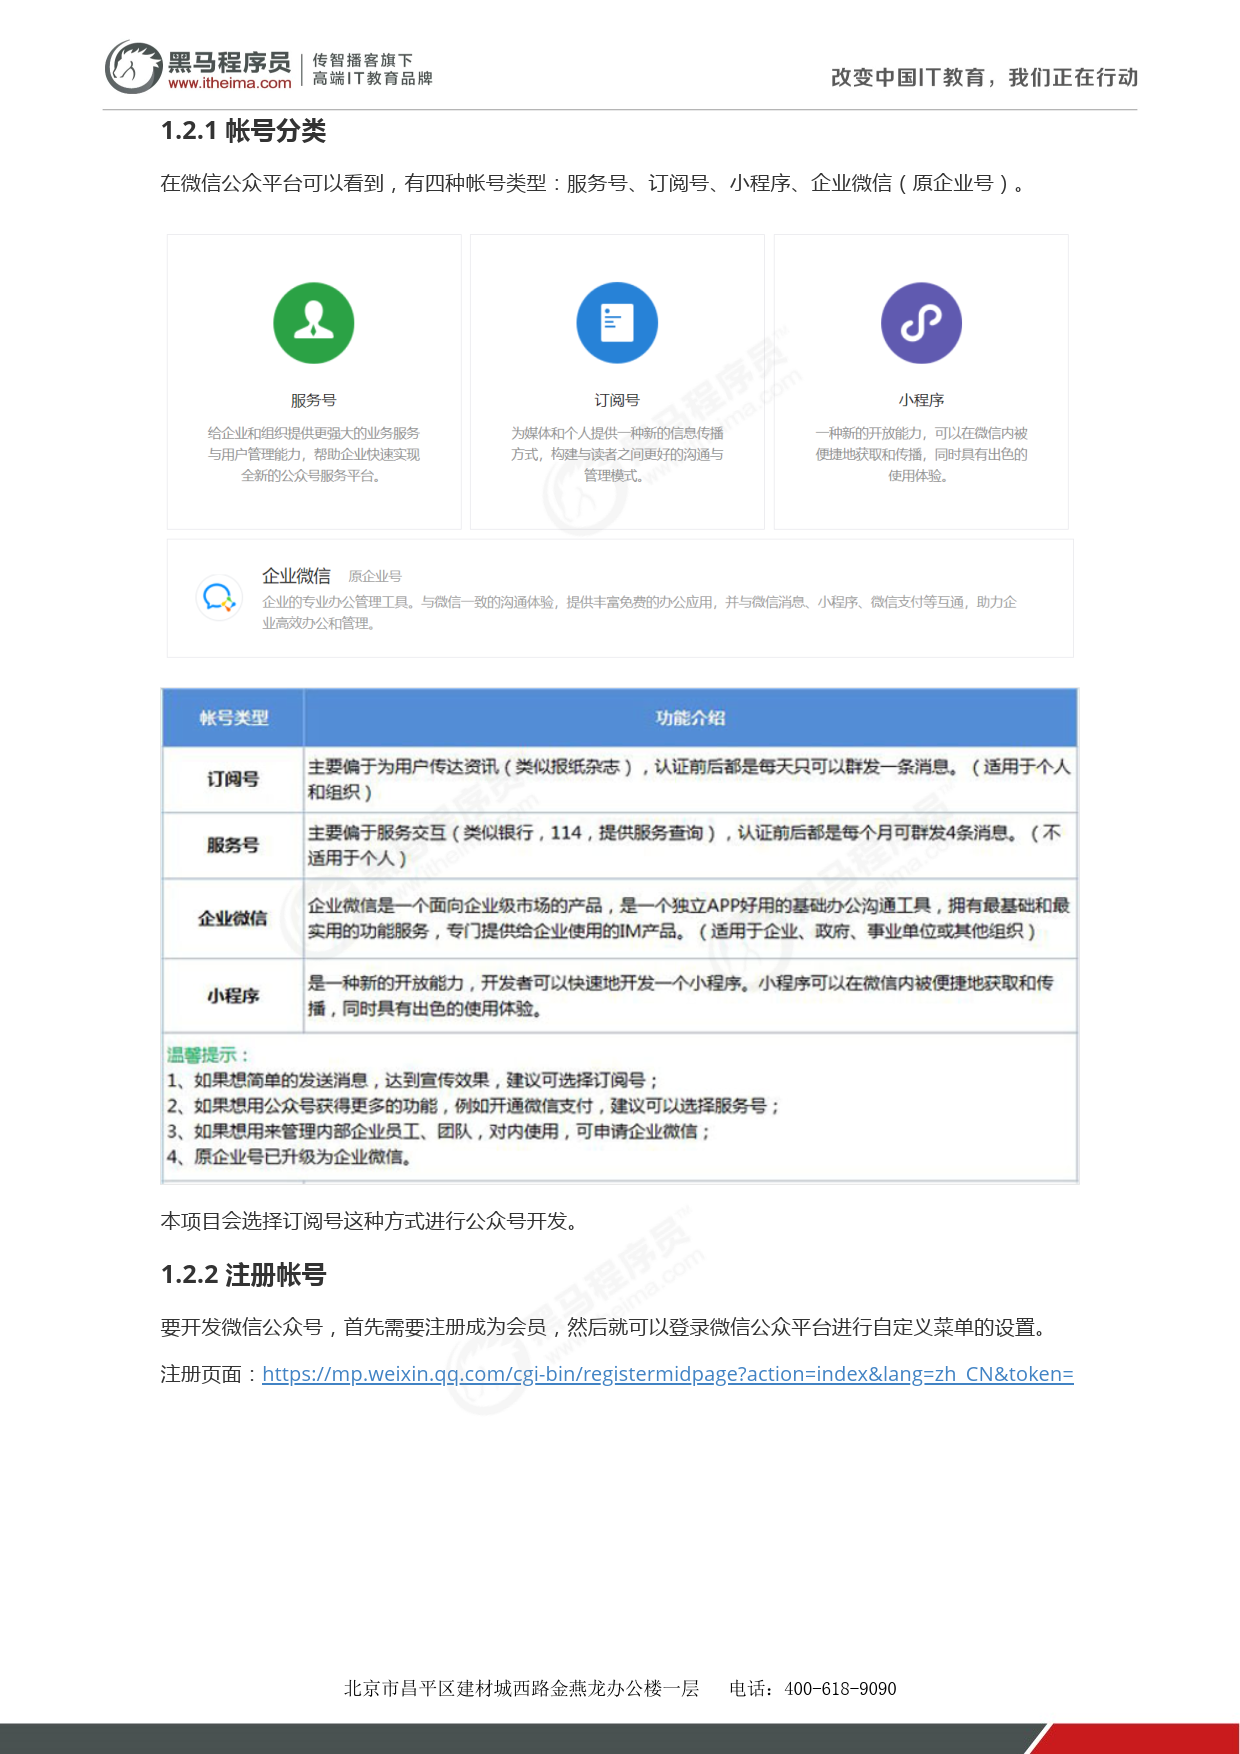 黑马程序员
www.itheima.com
传智播客旗下
高端IT教育品牌
改变中国IT教育，我们正在行动
1.2.1 帐号分类
在微信公众平台可以看到，有四种帐号类型：服务号、订阅号、小程序、企业微信（原企业号）。
服务号
给企业和组织提供更强大的业务服务
与用户管理能力，帮助企业快速实现
全新的公众号服务平台。
订阅号
为媒体和个人提供一种新的信息传播
方式，构建与读者之间更好的沟通与
管理模式。
小程序
一种新的开放能力，可以在微信内被
便捷地获取和传播，同时具有出色的
使用体验。
企业微信 原企业号
企业的专业办公管理工具。与微信一致的沟通体验，提供丰富免费的办公应用，并与微信消息、小程序、微信支付等互通，助力企
业高效办公和管理。
帐号类型 功能介绍
订阅号
主要偏于为用户传达资讯（类似报纸杂志），认证前后都是每天只可以群发一条消息。（适用于个人
和组织）
服务号
主要偏于服务交互（类似银行，114，提供服务查询），认证前后都是每个月可群发4条消息。（不
适用于个人）
企业微信
企业微信是一个面向企业级市场的产品，是一个独立APP好用的基础办公沟通工具，拥有最基础和最
实用的功能服务，专门提供给企业使用的IM产品。（适用于企业、政府、事业单位或其他组织）
小程序
是一种新的开放能力，开发者可以快速地开发一个小程序。小程序可以在微信内被便捷地获取和传
播，同时具有出色的使用体验。
温馨提示：
1、如果想简单的发送消息，达到宣传效果，建议可选择订阅号；
2、如果想用公众号获得更多的功能，例如开通微信支付，建议可以选择服务号；
3、如果想用来管理内部企业员工、团队，对内使用，可申请企业微信；
4、原企业号已升级为企业微信。
本项目会选择订阅号这种方式进行公众号开发。
1.2.2 注册帐号
要开发微信公众号，首先需要注册成为会员，然后就可以登录微信公众平台进行自定义菜单的设置。
注册页面：https://mp.weixin.qq.com/cgi-bin/registermidpage?action=index&lang=zh_CN&token=
北京市昌平区建材城西路金燕龙办公楼一层 电话：400-618-9090